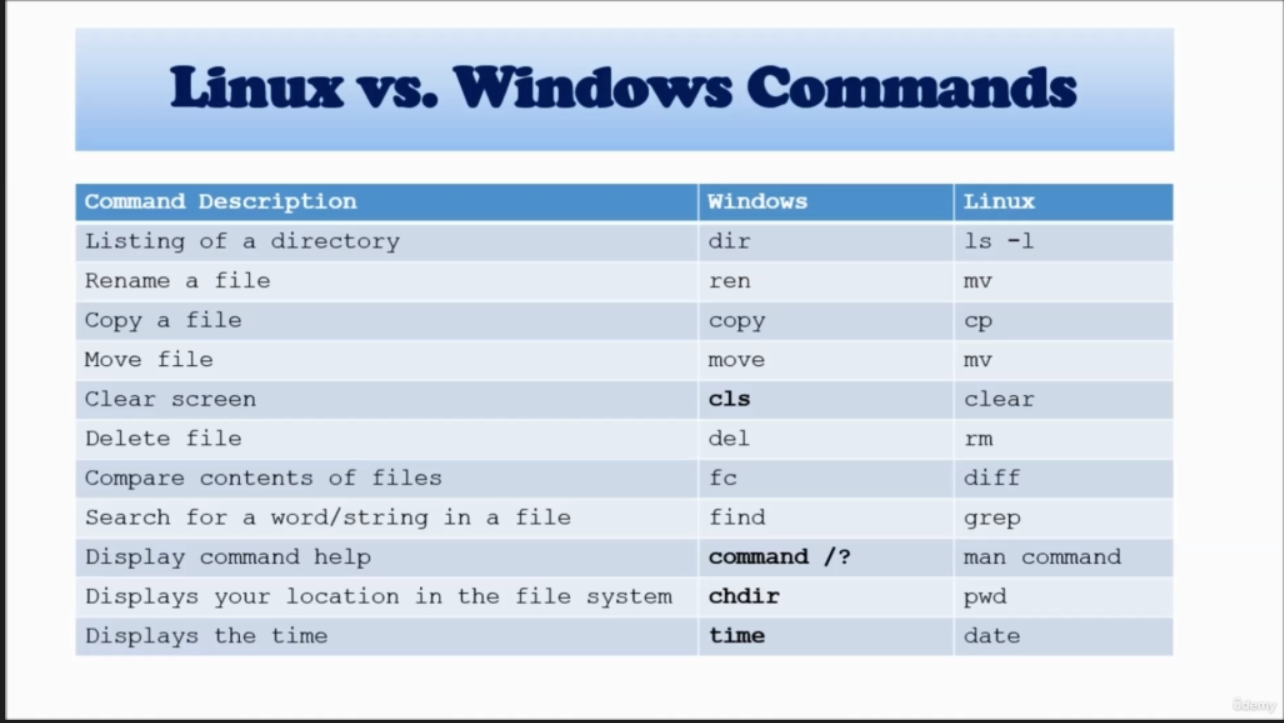 Linux vs. Windows Commands
Command Description Windows Linux
Listing of a directory dir ls -l
Rename a file ren mv
Copy a file copy cp
Move file move mv
Clear screen cls clear
Delete file del rm
Compare contents of files fc diff
Search for a word/string in a file find grep
Display command help command /? man command
Displays your location in the file system chdir pwd
Displays the time time date
ûdemy